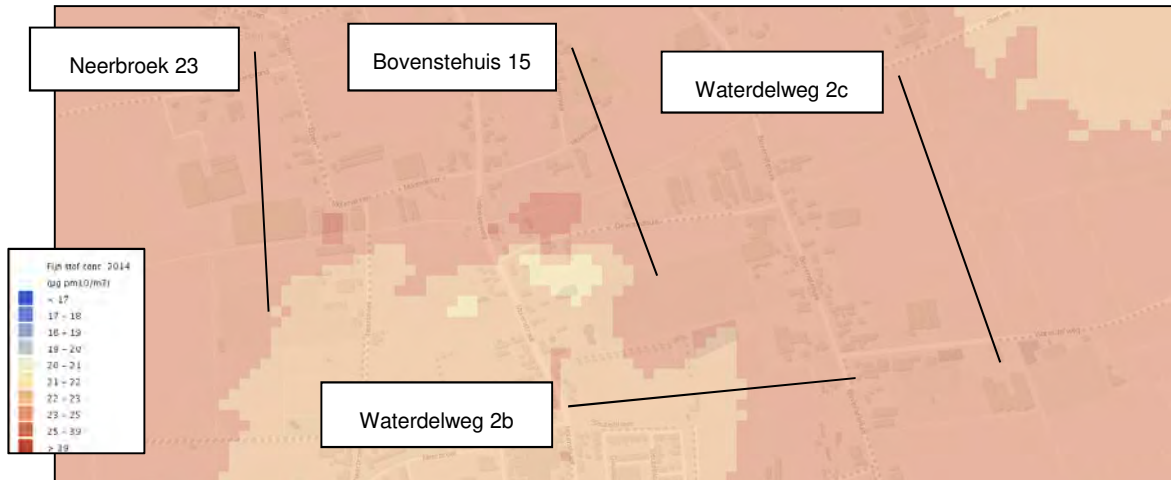 Neerbroek 23
Bovenstehuis 15
Waterdelweg 2c
Fijn stof conc. 2014
(µg pm10/m3)
< 17
17 - 18
18 - 19
19 - 20
20 - 21
21 - 22
22 - 23
23 - 25
25 - 39
> 39
Waterdelweg 2b